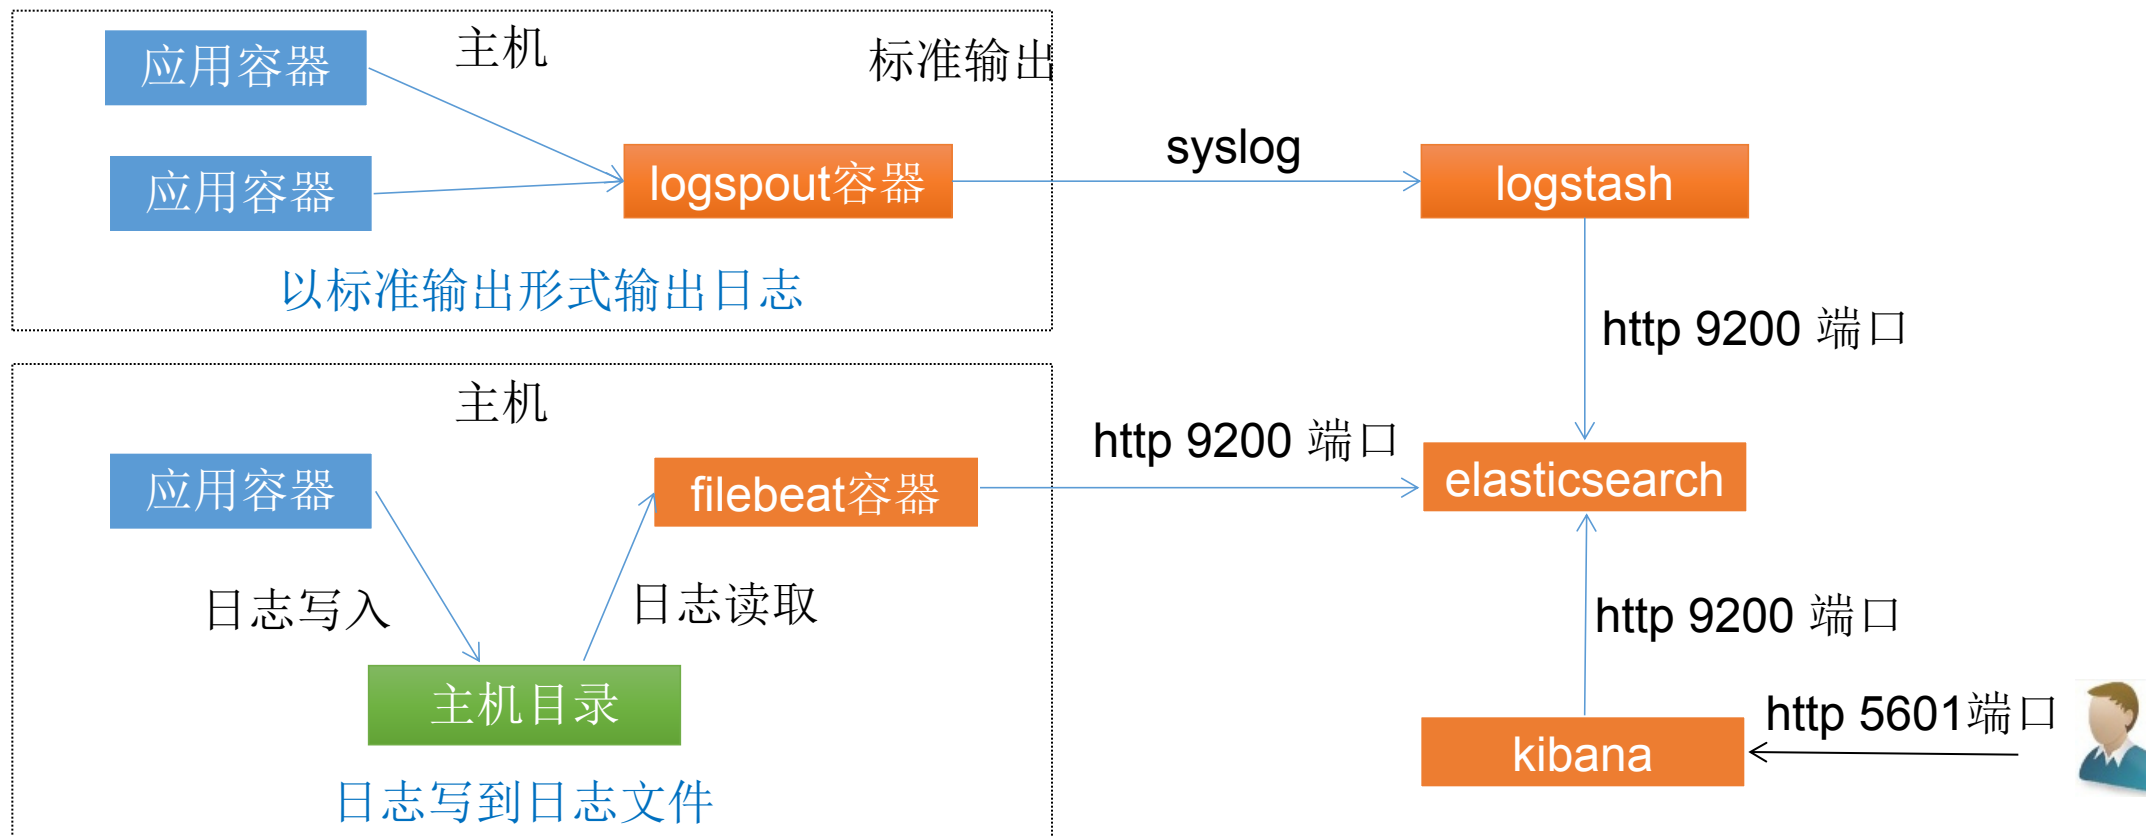 主机
标准输出
应用容器
应用容器
logspout容器
syslog
logstash
以标准输出形式输出日志
http 9200 端口
主机
应用容器
filebeat容器
http 9200 端口
elasticsearch
日志写入
日志读取
http 9200 端口
主机目录
http 5601端口
kibana
日志写到日志文件